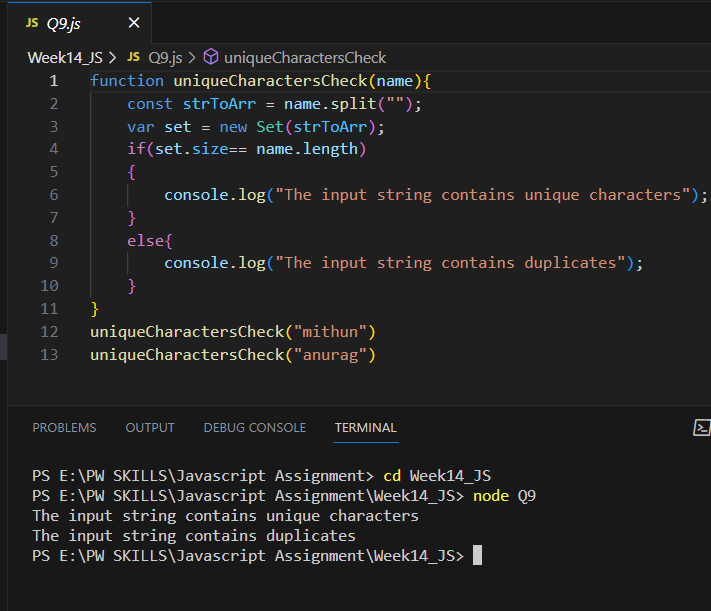 JS Q9.js ×
Week14_JS > JS Q9.js > uniqueCharactersCheck
1 function uniqueCharactersCheck(name){
2     const strToArr = name.split("");
3     var set = new Set(strToArr);
4     if(set.size== name.length)
5     {
6         console.log("The input string contains unique characters");
7     }
8     else{
9         console.log("The input string contains duplicates");
10     }
11 }
12 uniqueCharactersCheck("mithun")
13 uniqueCharactersCheck("anurag")
PROBLEMS OUTPUT DEBUG CONSOLE TERMINAL
PS E:\PW SKILLS\Javascript Assignment> cd Week14_JS
PS E:\PW SKILLS\Javascript Assignment\Week14_JS> node Q9
The input string contains unique characters
The input string contains duplicates
PS E:\PW SKILLS\Javascript Assignment\Week14_JS>